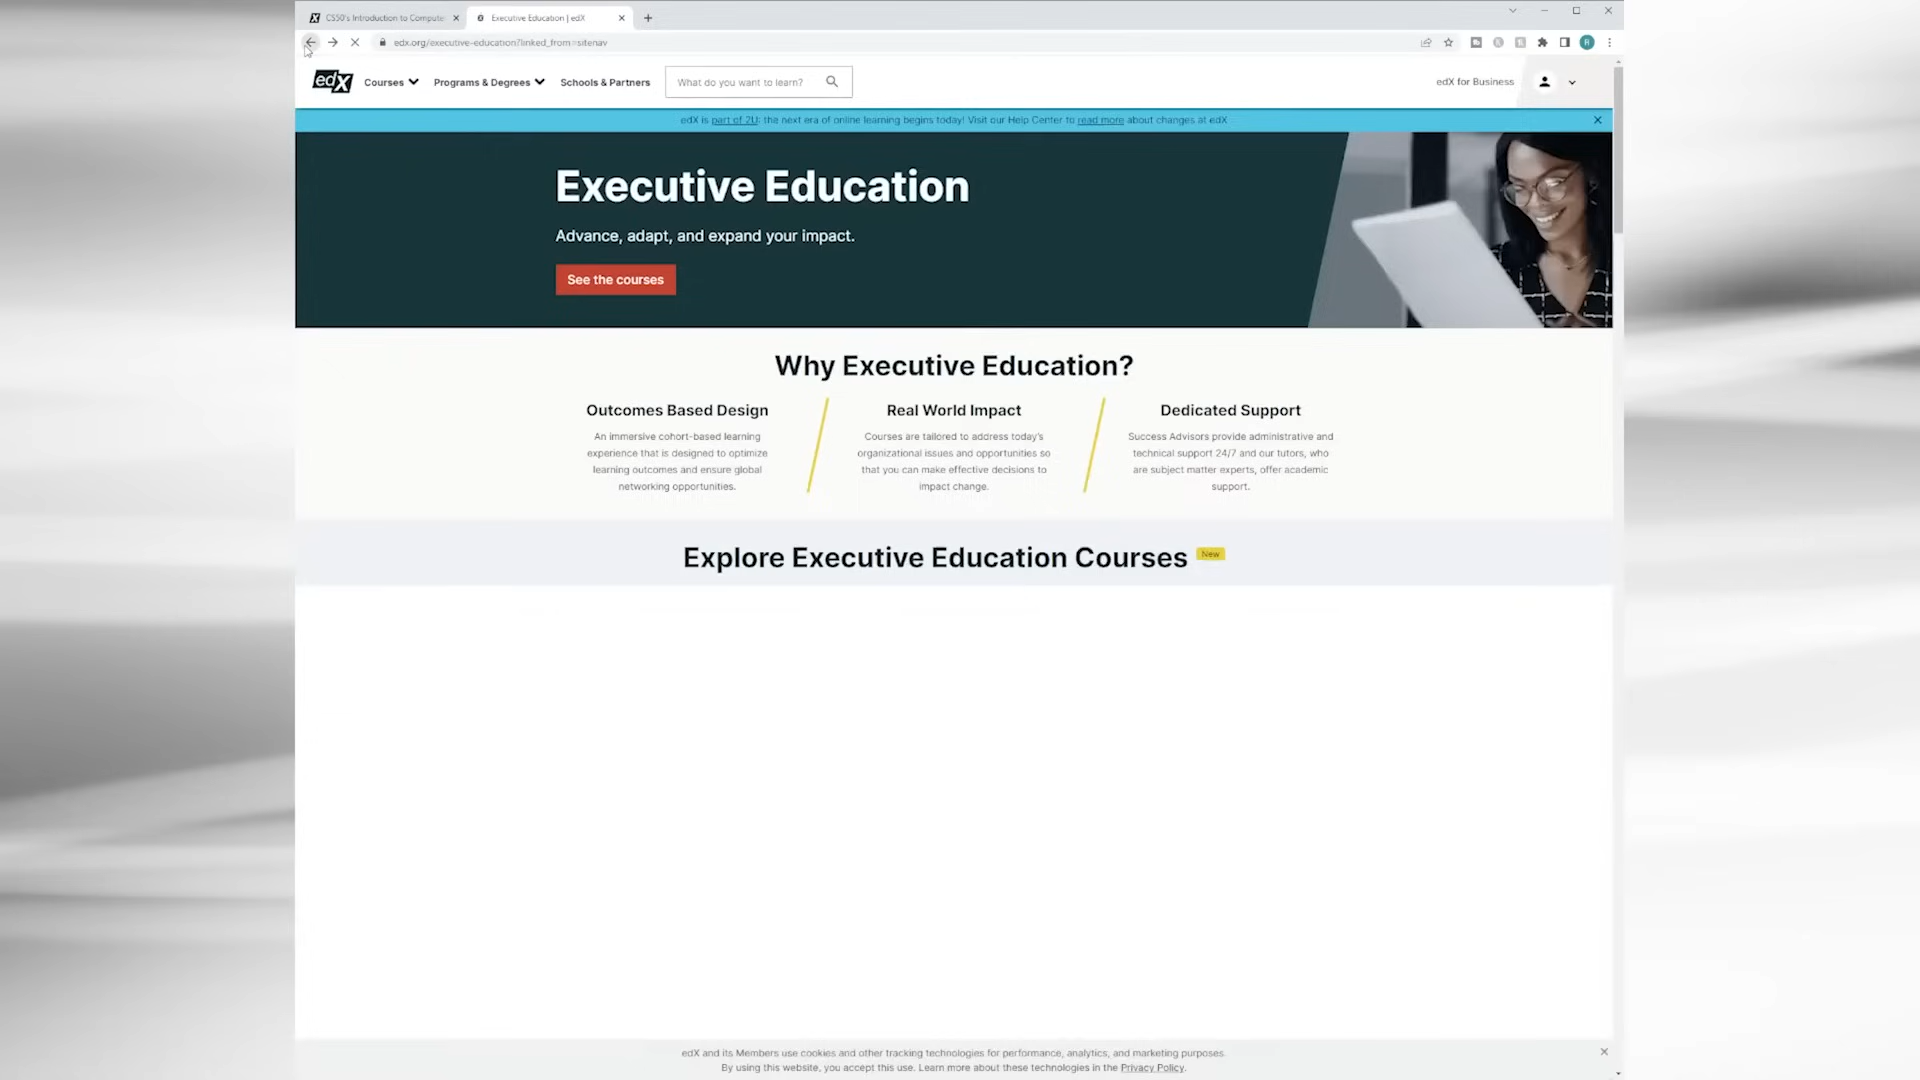 CS50's Introduction to Compute
Executive Education | edX
edx.org/executive-education?linked_from=sitenav
R
edX
Courses
Programs & Degrees
Schools & Partners
What do you want to learn?
edX for Business
edX is part of 2U: the next era of online learning begins today! Visit our Help Center to read more about changes at edX
Executive Education
Advance, adapt, and expand your impact.
See the courses
Why Executive Education?
Outcomes Based Design
An immersive cohort-based learning
experience that is designed to optimize
learning outcomes and ensure global
networking opportunities.
Real World Impact
Courses are tailored to address today's
organizational issues and opportunities so
that you can make effective decisions to
impact change.
Dedicated Support
Success Advisors provide administrative and
technical support 24/7 and our tutors, who
are subject matter experts, offer academic
support.
Explore Executive Education Courses New
edX and its Members use cookies and other tracking technologies for performance, analytics, and marketing purposes.
By using this website, you accept this use. Learn more about these technologies in the Privacy Policy.